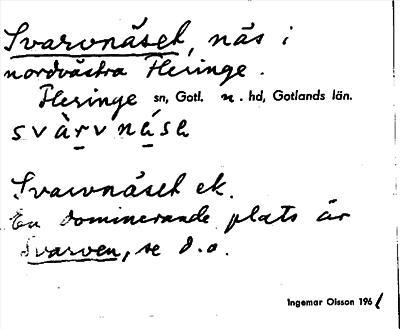 Svarvnäset, näs i
nordvästra Fleringe.
Fleringe sn, Gotl. n. hd, Gotlands län.
svàrvnáse
Svarvnäset ek.
En dominerande plats är
Svarven, se d.o.
Ingemar Olsson 196